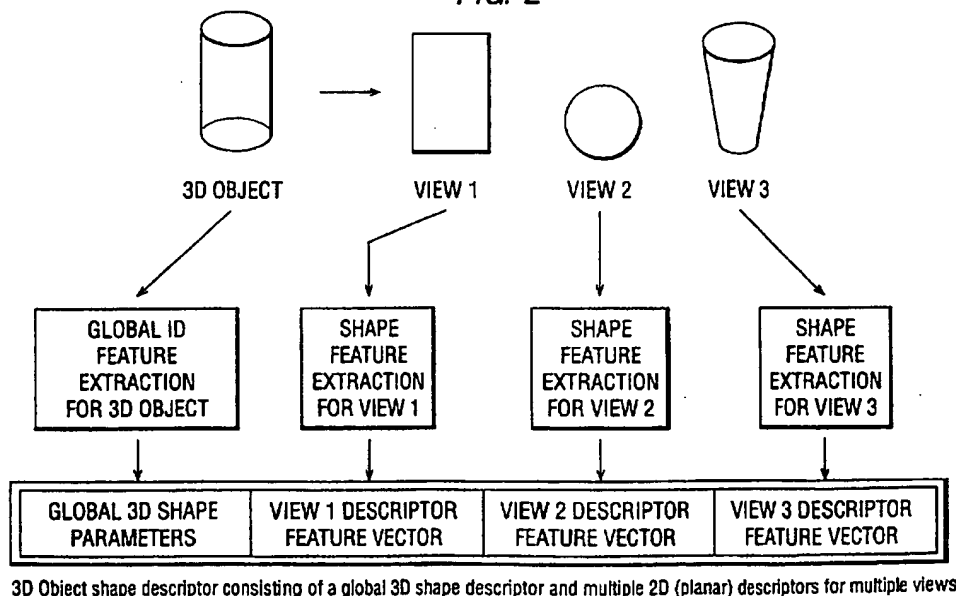 FIG. 2
3D OBJECT
VIEW 1
VIEW 2
VIEW 3
GLOBAL ID
FEATURE
EXTRACTION
FOR 3D OBJECT
SHAPE
FEATURE
EXTRACTION
FOR VIEW 1
SHAPE
FEATURE
EXTRACTION
FOR VIEW 2
SHAPE
FEATURE
EXTRACTION
FOR VIEW 3
GLOBAL 3D SHAPE
PARAMETERS
VIEW 1 DESCRIPTOR
FEATURE VECTOR
VIEW 2 DESCRIPTOR
FEATURE VECTOR
VIEW 3 DESCRIPTOR
FEATURE VECTOR
3D Object shape descriptor consisting of a global 3D shape descriptor and multiple 2D (planar) descriptors for multiple views